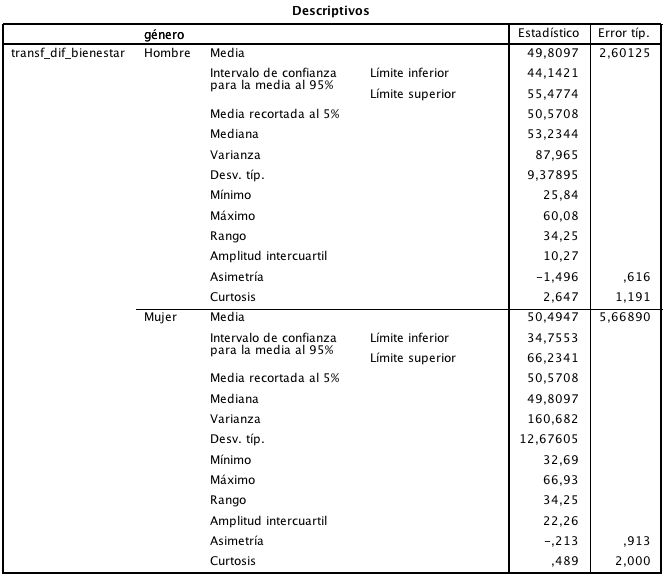 Descriptivos
género Estadístico Error típ.
transf_dif_bienestar Hombre Media 49,8097 2,60125
Intervalo de confianza para la media al 95% Límite inferior 44,1421
Límite superior 55,4774
Media recortada al 5% 50,5708
Mediana 53,2344
Varianza 87,965
Desv. típ. 9,37895
Mínimo 25,84
Máximo 60,08
Rango 34,25
Amplitud intercuartil 10,27
Asimetría -1,496 ,616
Curtosis 2,647 1,191
Mujer Media 50,4947 5,66890
Intervalo de confianza para la media al 95% Límite inferior 34,7553
Límite superior 66,2341
Media recortada al 5% 50,5708
Mediana 49,8097
Varianza 160,682
Desv. típ. 12,67605
Mínimo 32,69
Máximo 66,93
Rango 34,25
Amplitud intercuartil 22,26
Asimetría -,213 ,913
Curtosis ,489 2,000